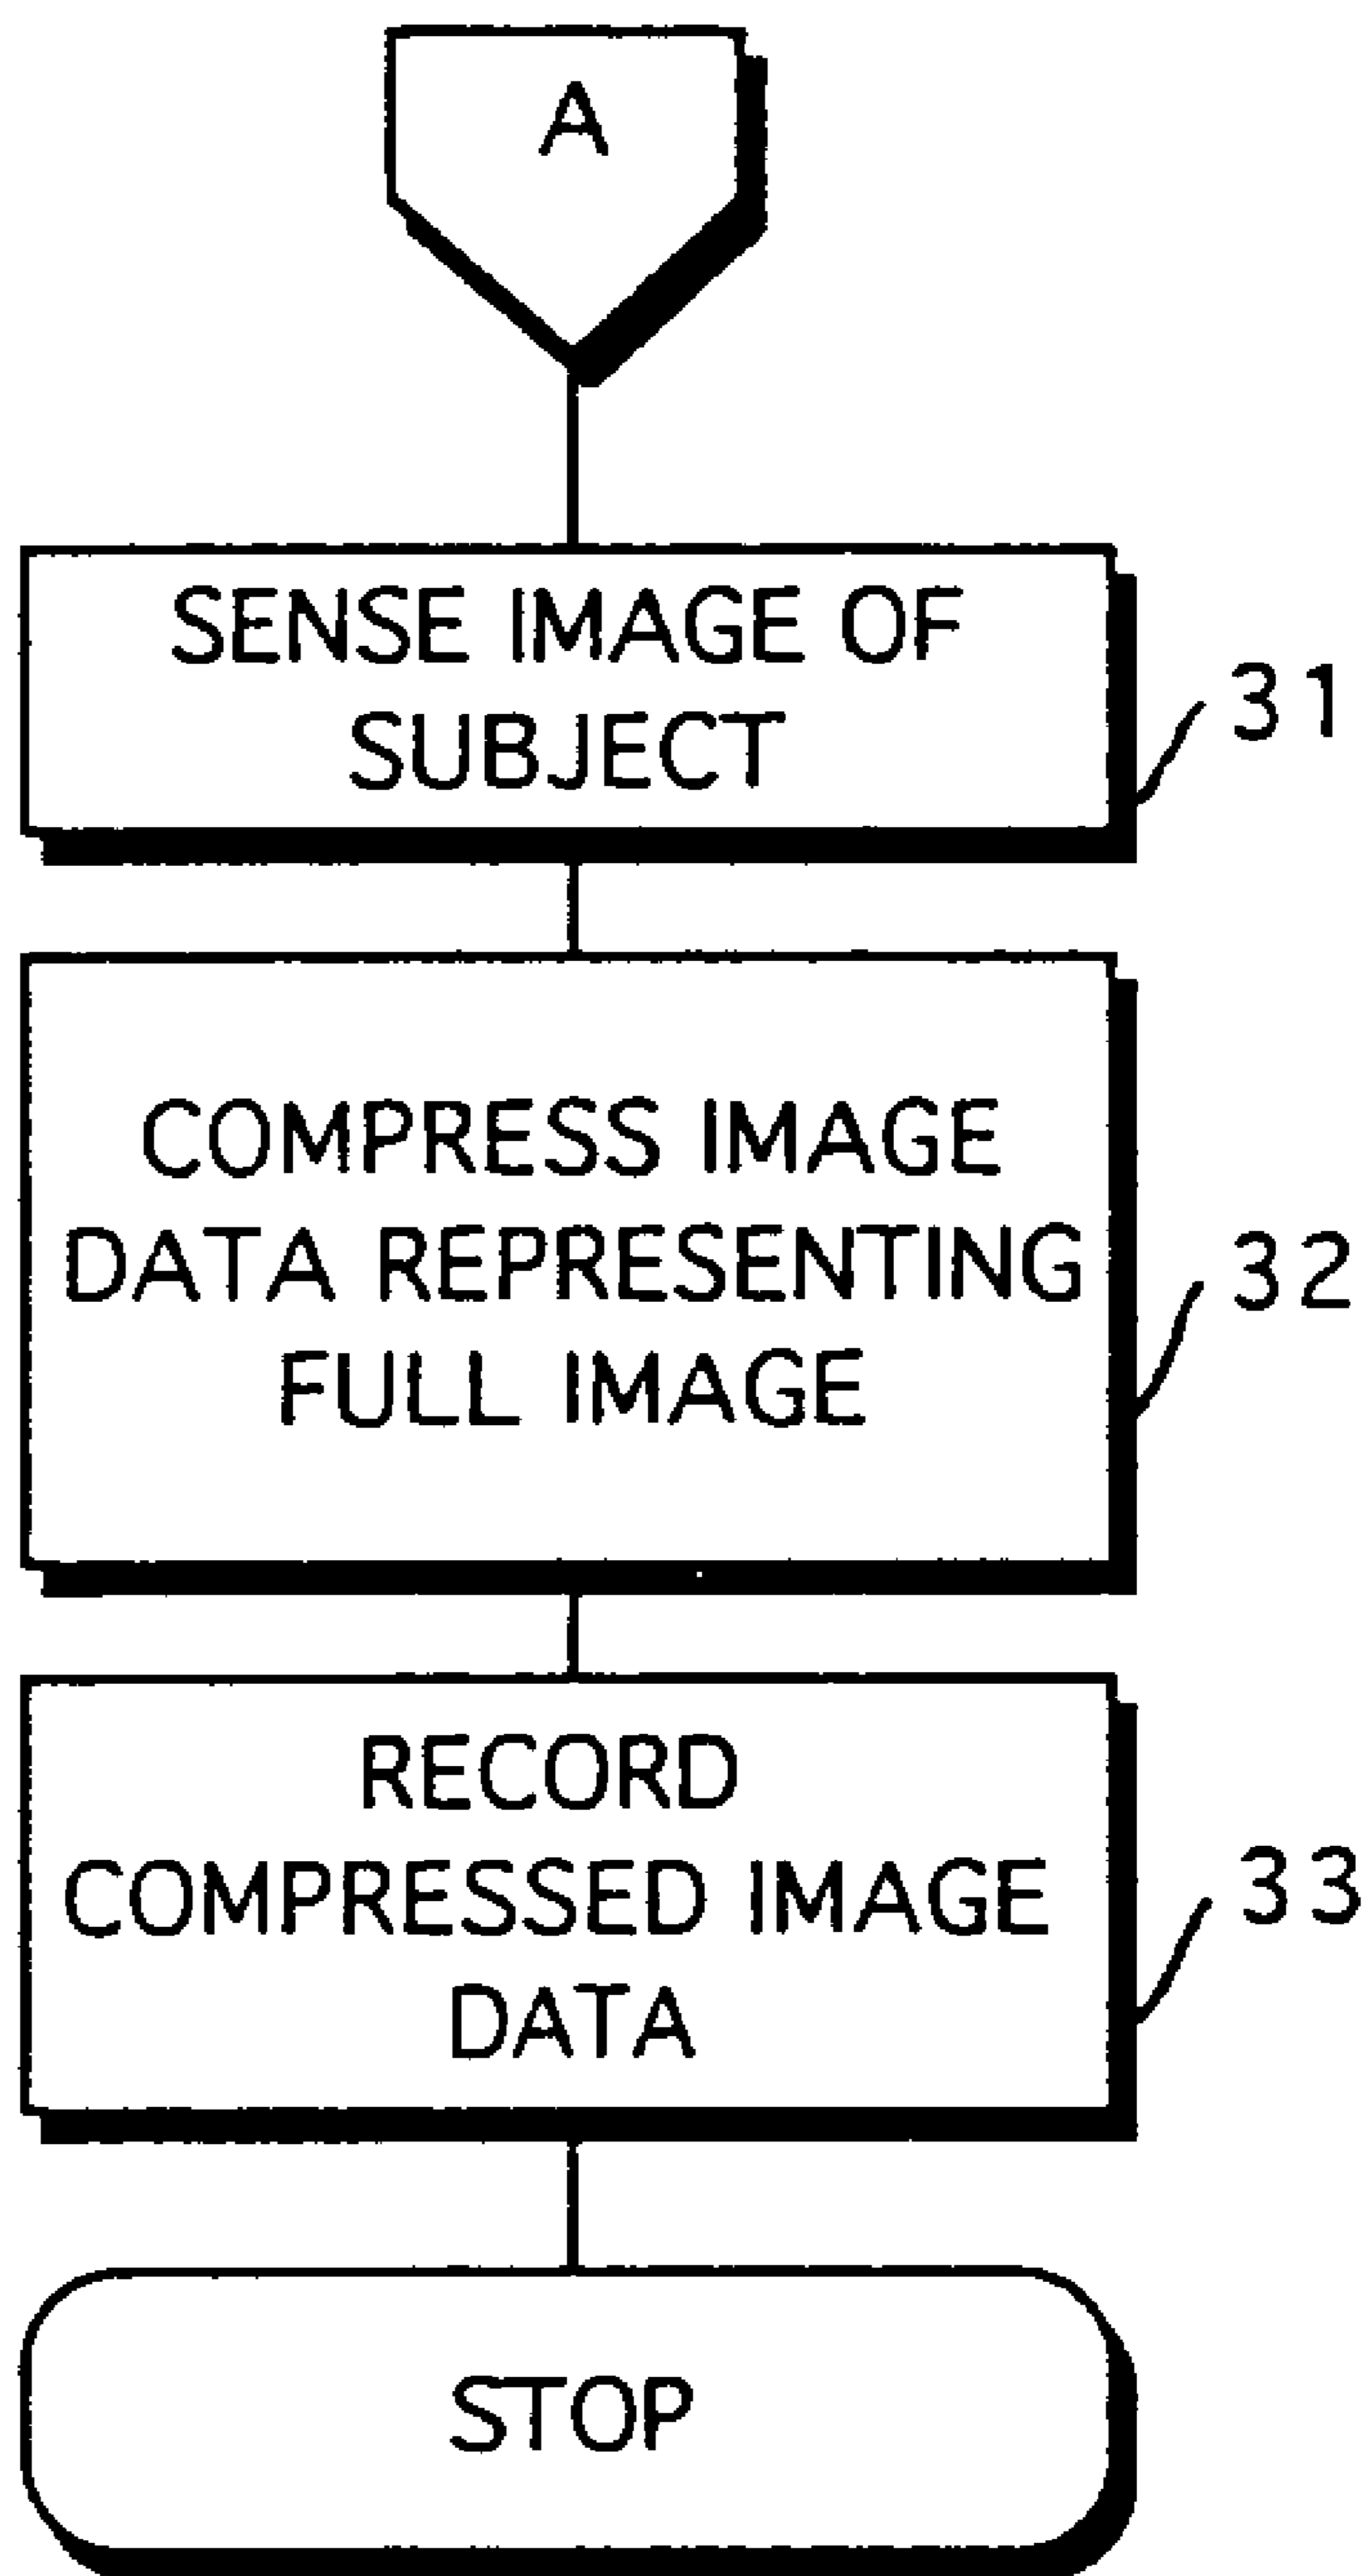 A
SENSE IMAGE OF
SUBJECT
31
COMPRESS IMAGE
DATA REPRESENTING
FULL IMAGE
32
RECORD
COMPRESSED IMAGE
DATA
33
STOP